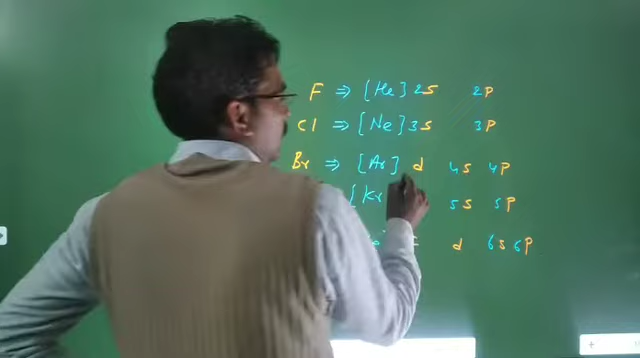 F ⇒ [He] 2s 2p
Cl ⇒ [Ne] 3s 3p
Br ⇒ [Ar] d 4s 4p
[Kr 5s 5p
d 6s 6p